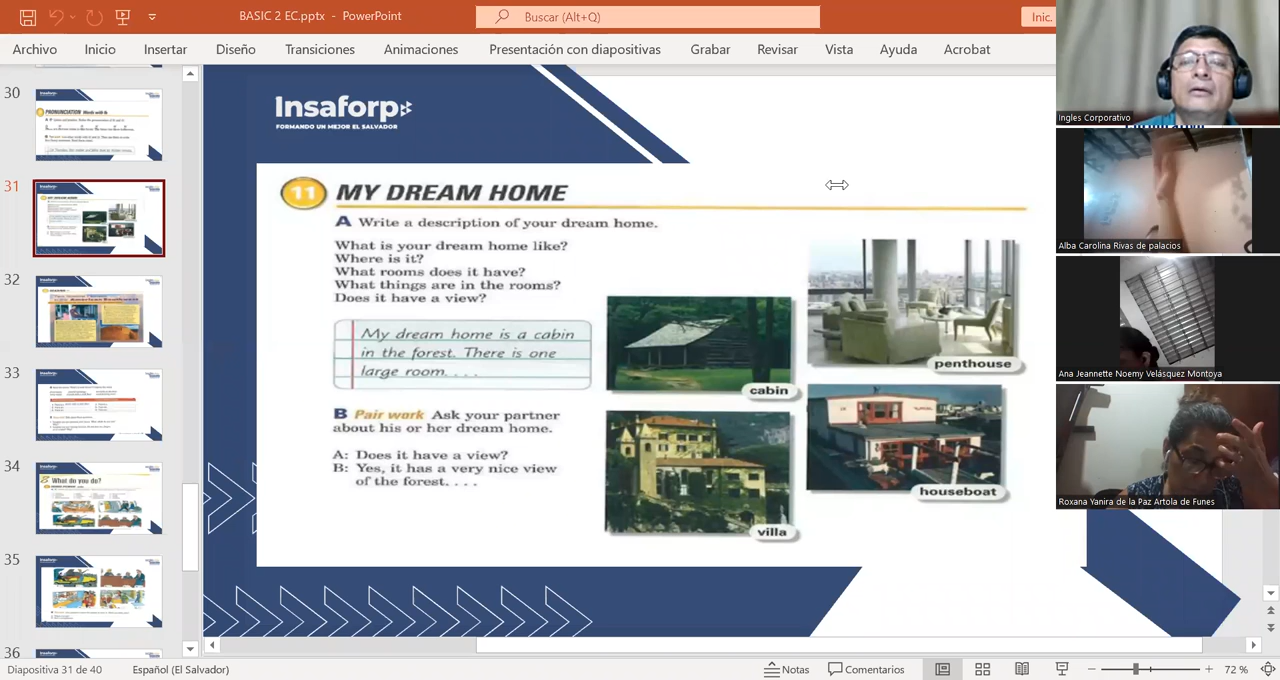 BASIC 2 EC.pptx - PowerPoint
Buscar (Alt+Q)
Inic.
Archivo Inicio Insertar Diseño Transiciones Animaciones Presentación con diapositivas Grabar Revisar Vista Ayuda Acrobat
30
31
32
33
34
What do you do?
35
36
Insaforp
FORMANDO UN MEJOR EL SALVADOR
11 MY DREAM HOME
A Write a description of your dream home.
What is your dream home like?
Where is it?
What rooms does it have?
What things are in the rooms?
Does it have a view?
My dream home is a cabin
in the forest. There is one
large room. . . .
B Pair work Ask your partner
about his or her dream home.
A: Does it have a view?
B: Yes, it has a very nice view
of the forest. . . .
cabin
penthouse
villa
houseboat
Ingles Corporativo
Alba Carolina Rivas de palacios
Ana Jeannette Noemy Velásquez Montoya
Roxana Yanira de la Paz Artola de Funes
Diapositiva 31 de 40
Español (El Salvador)
Notas
Comentarios
72 %